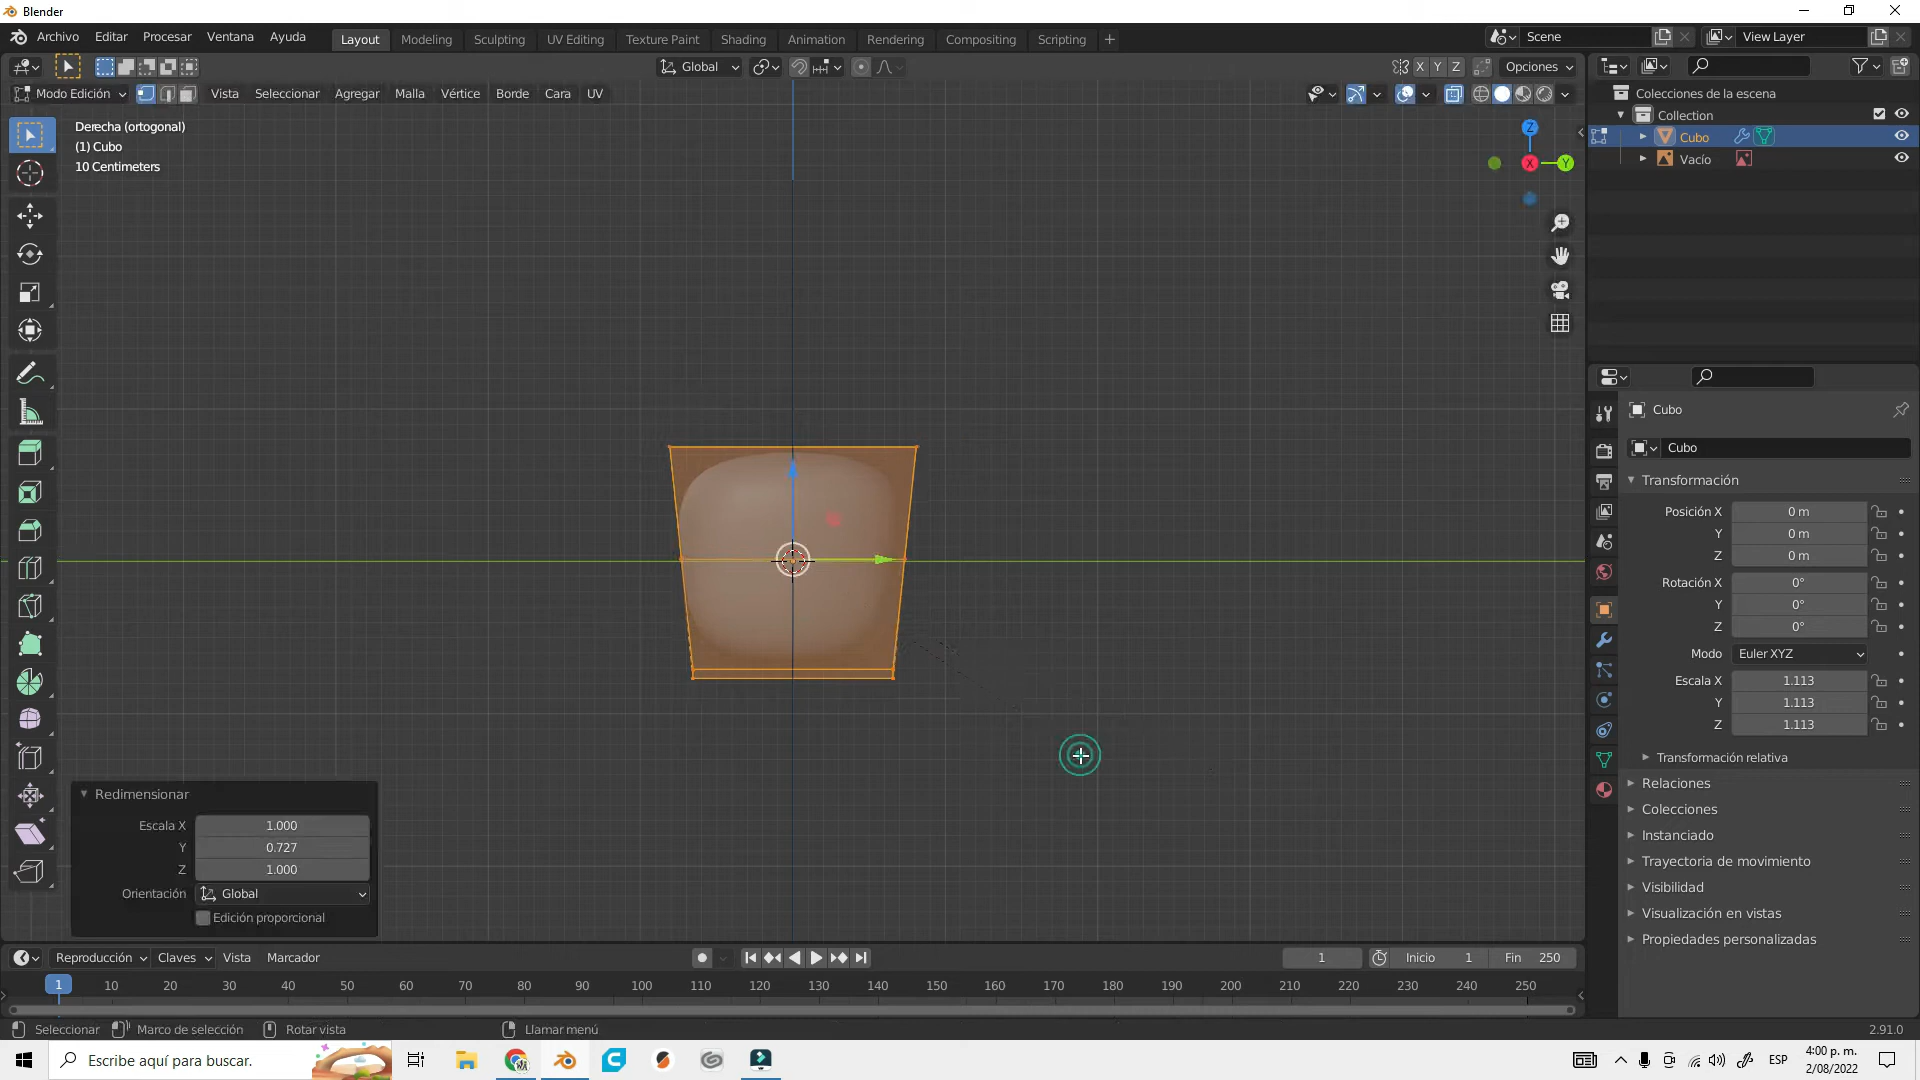 Blender
Archivo Editar Procesar Ventana Ayuda Layout Modeling Sculpting UV Editing Texture Paint Shading Animation Rendering Compositing Scripting + Scene View Layer
Global X Y Z Opciones
Modo Edición Vista Seleccionar Agregar Malla Vértice Borde Cara UV
Colecciones de la escena
Collection
Cubo
Vacío
Derecha (ortogonal)
(1) Cubo
10 Centimeters
Z
X
Y
Cubo
Cubo
Transformación
Posición X 0 m
Y 0 m
Z 0 m
Rotación X 0°
Y 0°
Z 0°
Modo Euler XYZ
Escala X 1.113
Y 1.113
Z 1.113
Transformación relativa
Relaciones
Colecciones
Instanciado
Trayectoria de movimiento
Visibilidad
Visualización en vistas
Propiedades personalizadas
Redimensionar
Escala X 1.000
Y 0.727
Z 1.000
Orientación Global
Edición proporcional
Reproducción Claves Vista Marcador 1 Inicio 1 Fin 250
1 10 20 30 40 50 60 70 80 90 100 110 120 130 140 150 160 170 180 190 200 210 220 230 240 250
Seleccionar Marco de selección Rotar vista Llamar menú 2.91.0
Escribe aquí para buscar. ESP 4:00 p. m.
2/08/2022